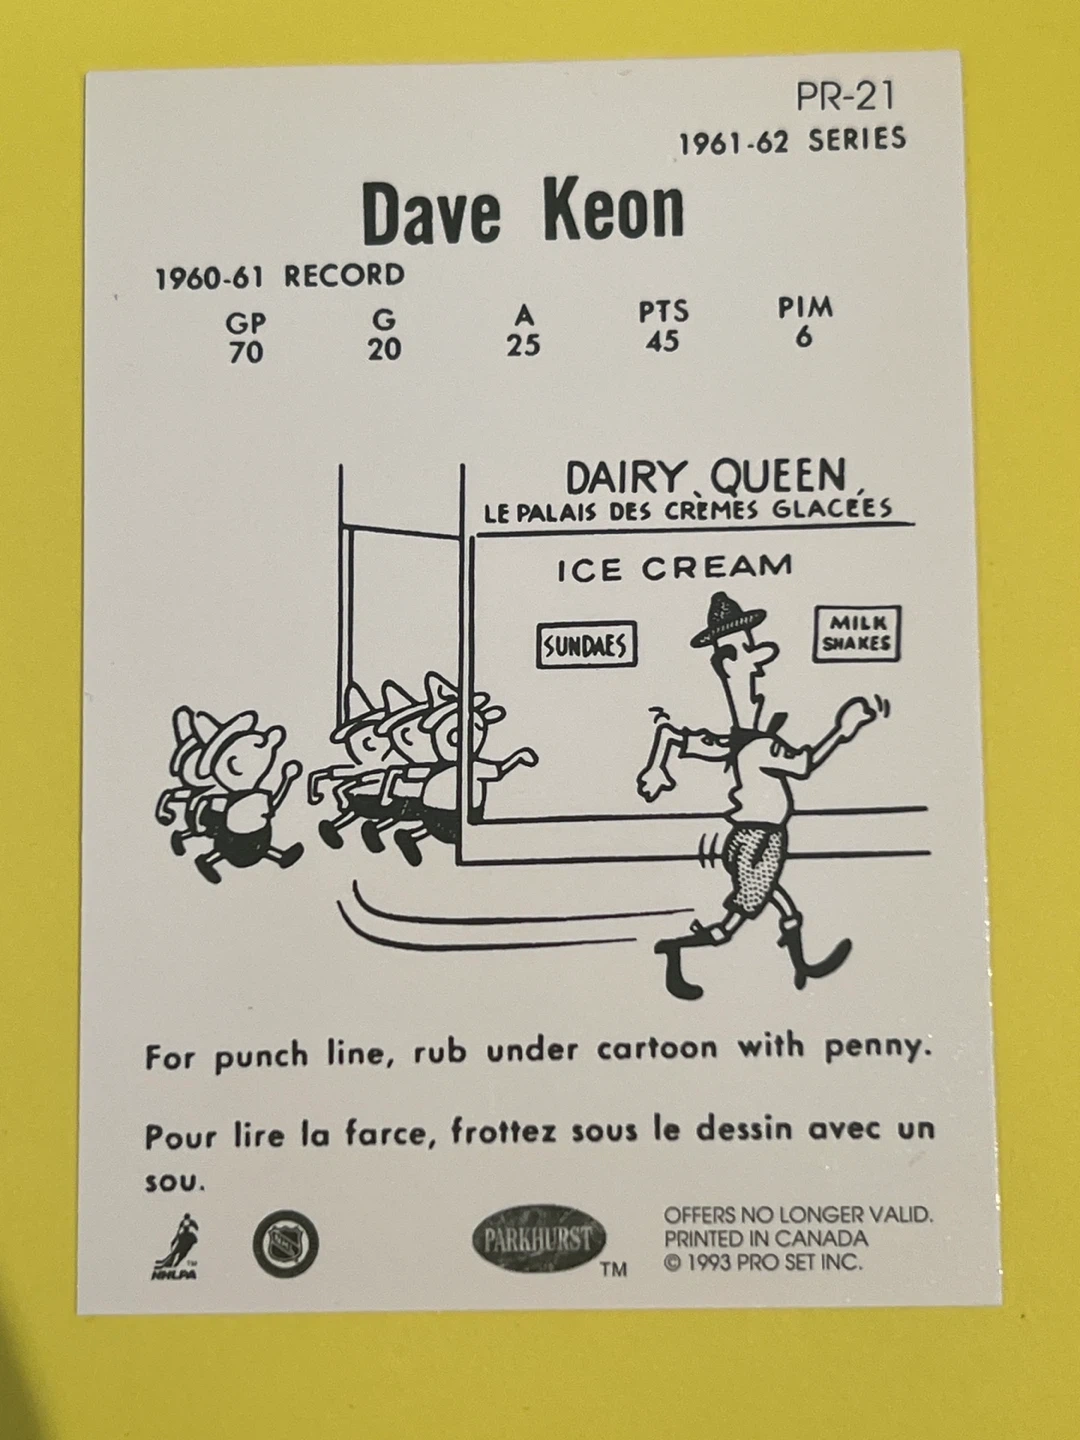 PR-21
1961-62 SERIES
Dave Keon
1960-61 RECORD
GP G A PTS PIM
70 20 25 45 6
DAIRY QUEEN
LE PALAIS DES CRÈMES GLACÉES
ICE CREAM
SUNDAES
MILK
SHAKES
For punch line, rub under cartoon with penny.
Pour lire la farce, frottez sous le dessin avec un
sou.
NHLPA
TM
NHL
PARKHURST
TM
OFFERS NO LONGER VALID.
PRINTED IN CANADA
© 1993 PRO SET INC.